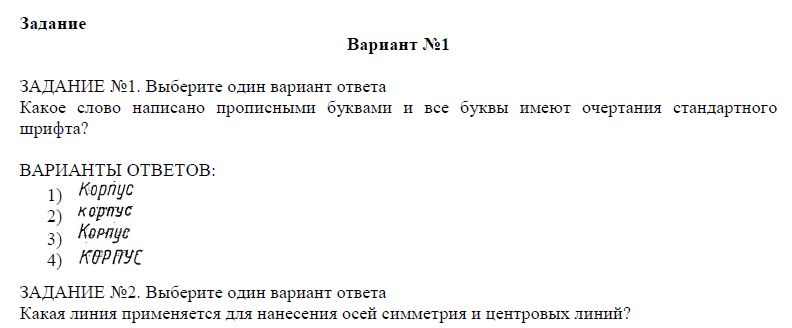 Задание
Вариант №1
ЗАДАНИЕ №1. Выберите один вариант ответа
Какое слово написано прописными буквами и все буквы имеют очертания стандартного
шрифта?
ВАРИАНТЫ ОТВЕТОВ:
1) Корпус
2) корпус
3) Корпус
4) КОРПУС
ЗАДАНИЕ №2. Выберите один вариант ответа
Какая линия применяется для нанесения осей симметрия и центровых линий?